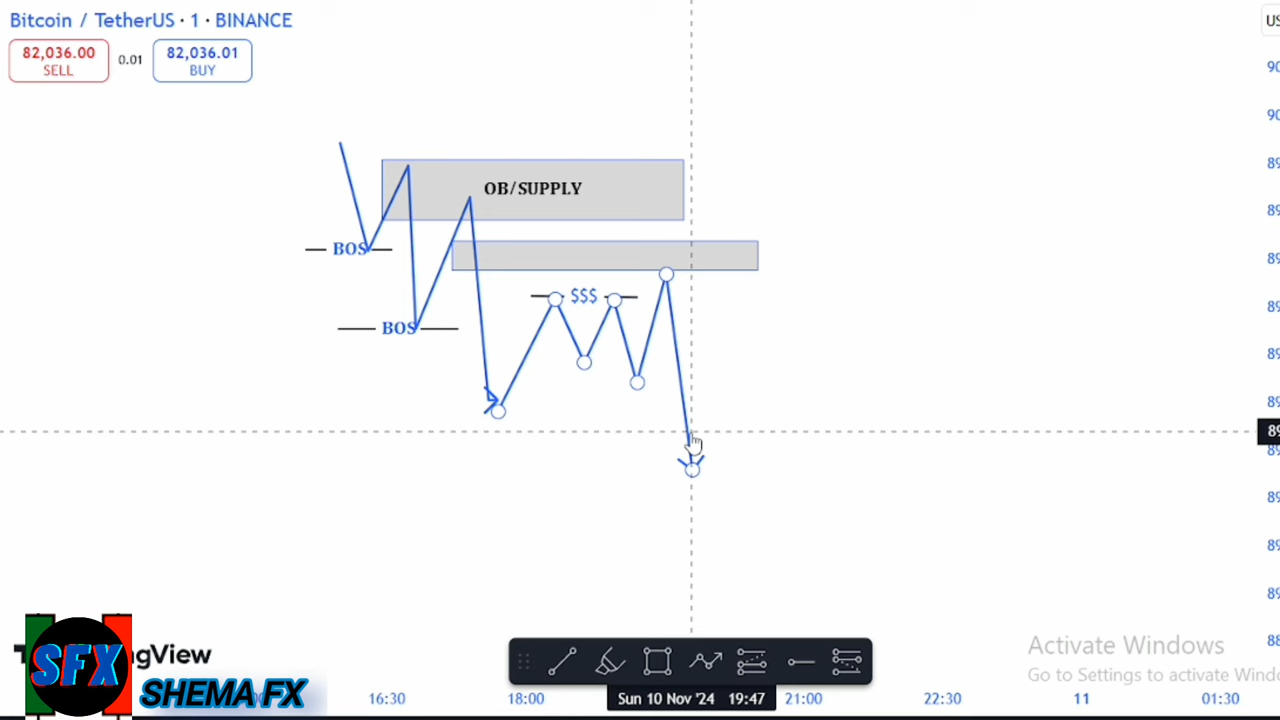 Bitcoin / TetherUS · 1 · BINANCE
82,036.00
SELL
0.01
82,036.01
BUY
OB/SUPPLY
BOS
$$$
BOS
Activate Windows
Go to Settings to activate
SFX
SHEMA FX
16:30
18:00
Sun 10 Nov '24 19:47
21:00
22:30
11
01:30